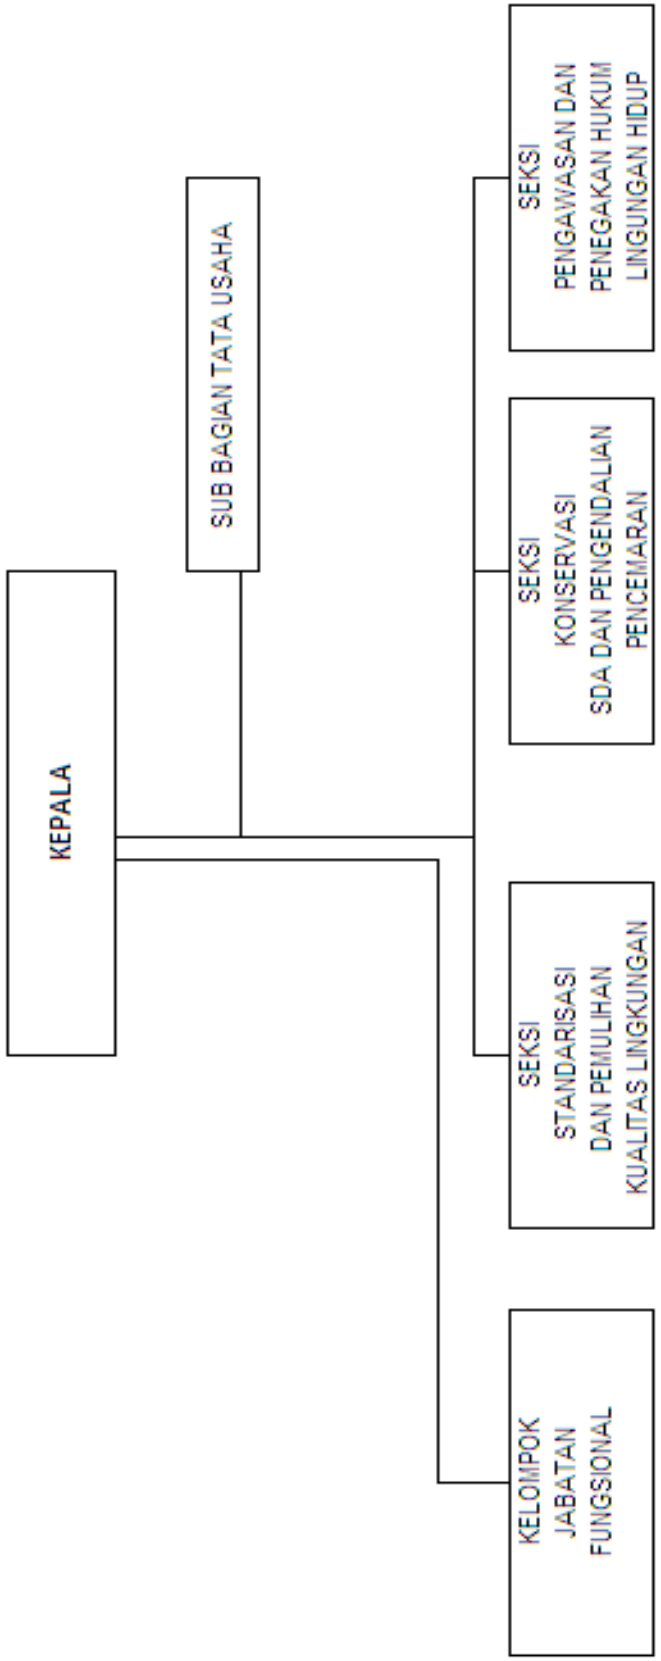 KEPALA
SUB BAGIAN TATA USAHA
KELOMPOK
JABATAN
FUNGSIONAL
SEKSI
STANDARISASI
DAN PEMULIHAN
KUALITAS LINGKUNGAN
SEKSI
KONSERVASI
SDA DAN PENGENDALIAN
PENCEMARAN
SEKSI
PENGAWASAN DAN
PENEGAKAN HUKUM
LINGUNGAN HIDUP